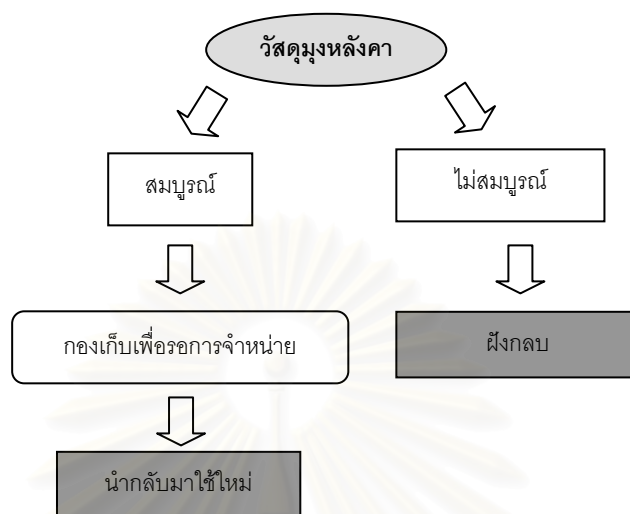 วัสดุมุงหลังคา
สมบูรณ์
ไม่สมบูรณ์
กองเก็บเพื่อรอการจำหน่าย
ฝังกลบ
นำกลับมาใช้ใหม่